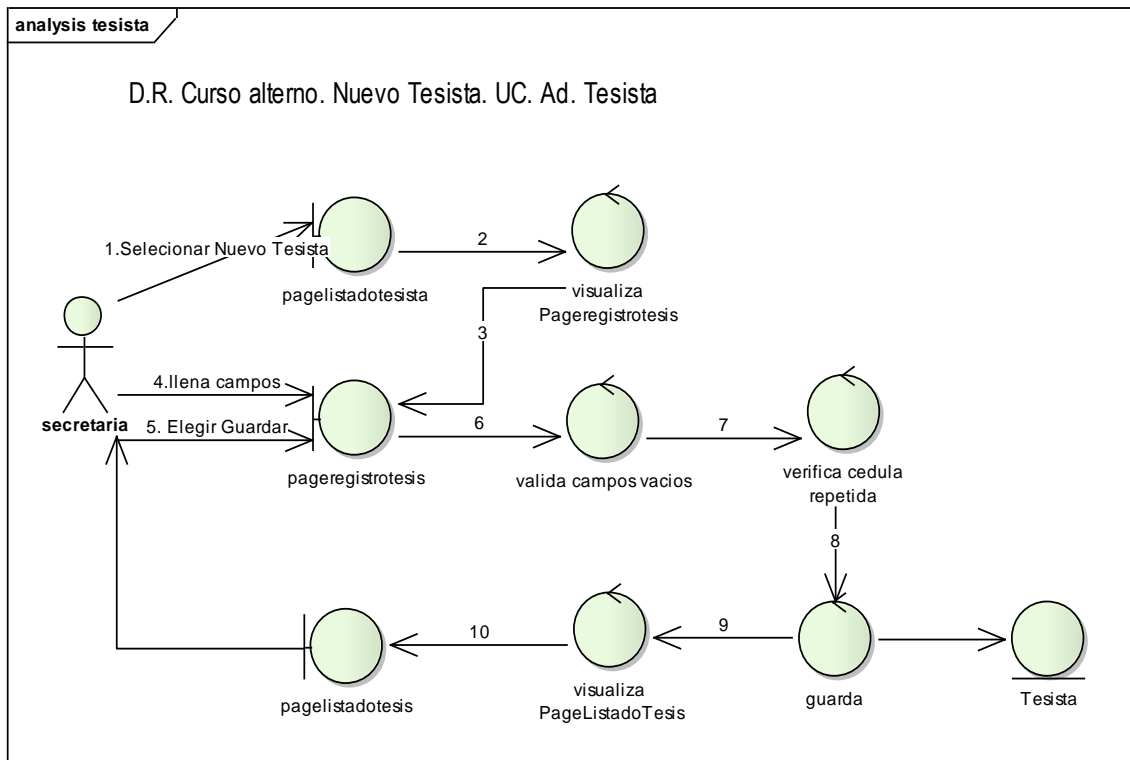 analysis tesista
D.R. Curso alterno. Nuevo Tesista. UC. Ad. Tesista
1.Selecionar Nuevo Tesista
pagelistadotesista
2
visualiza
Pageregistrotesis
3
secretaria
4.llena campos
5. Elegir Guardar
pageregistrotesis
6
valida campos vacios
7
verifica cedula
repetida
8
guarda
Tesista
9
visualiza
PageListadoTesis
10
pagelistadotesis